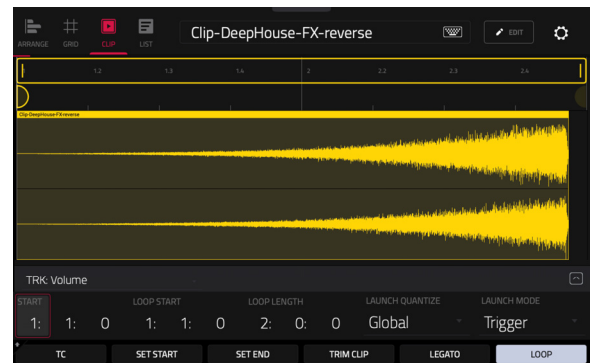 Clip-DeepHouse-FX-reverse
EDIT
ARRANGE GRID CLIP LIST
1.2 1.3 1.4 2 2.2 2.3 2.4
Clip-DeepHouse-FX-reverse
TRK: Volume
START LOOP START LOOP LENGTH LAUNCH QUANTIZE LAUNCH MODE
1: 1: 0 1: 1: 0 2: 0: 0 Global Trigger
TC SET START SET END TRIM CLIP LEGATO LOOP